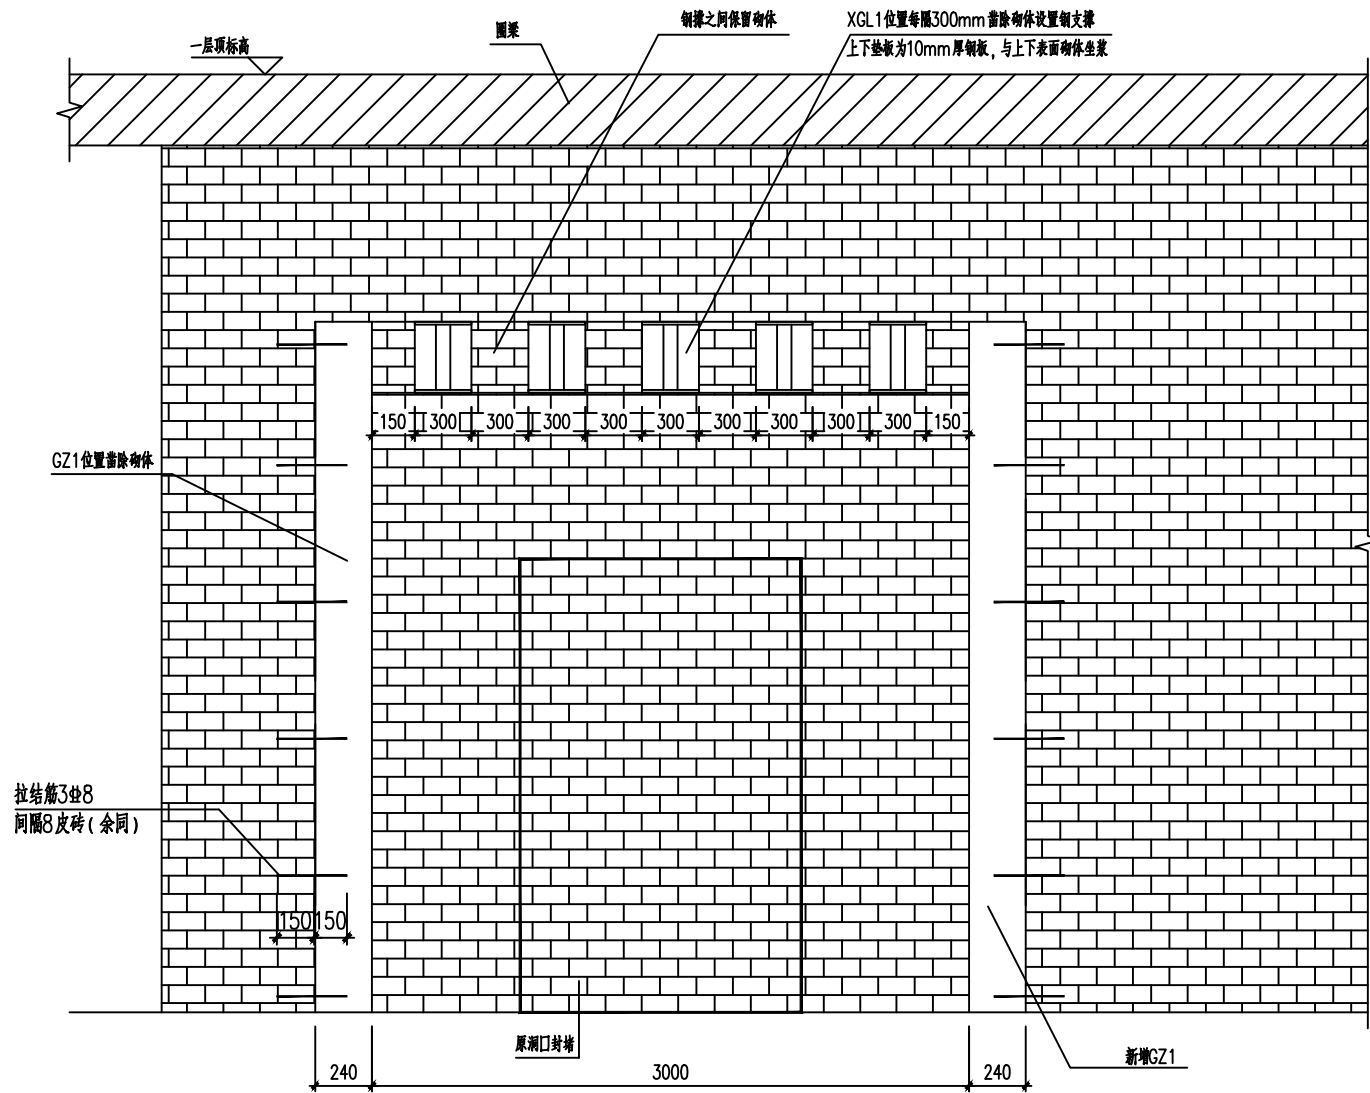 钢撑之间保留砌体
XGL1位置每隔300mm凿除砌体设置钢支撑
上下垫板为10mm厚钢板，与上下表面砌体坐浆
圈梁
一层顶标高
150 300 300 300 300 300 300 300 300 300 150
GZ1位置凿除砌体
拉结筋3⌀8
间隔8皮砖(余同)
150 150
原洞口封堵
新增GZ1
240 3000 240